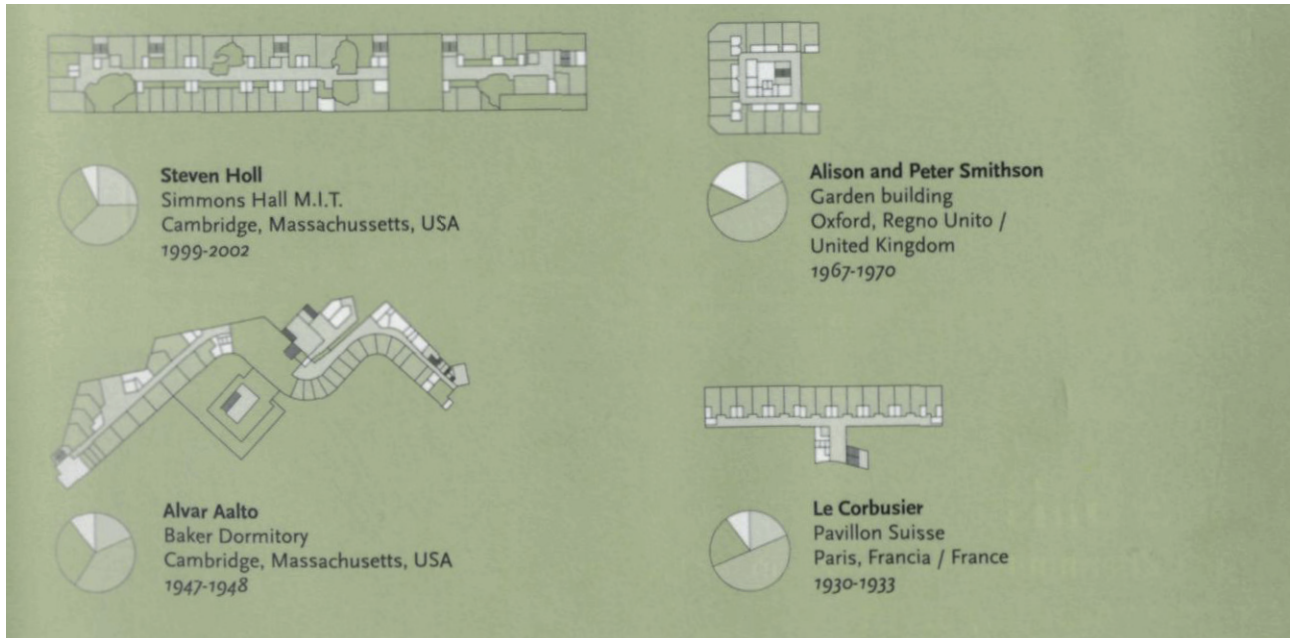 Steven Holl
Simmons Hall M.I.T.
Cambridge, Massachussetts, USA
1999-2002
Alison and Peter Smithson
Garden building
Oxford, Regno Unito /
United Kingdom
1967-1970
Alvar Aalto
Baker Dormitory
Cambridge, Massachusetts, USA
1947-1948
Le Corbusier
Pavillon Suisse
Paris, Francia / France
1930-1933